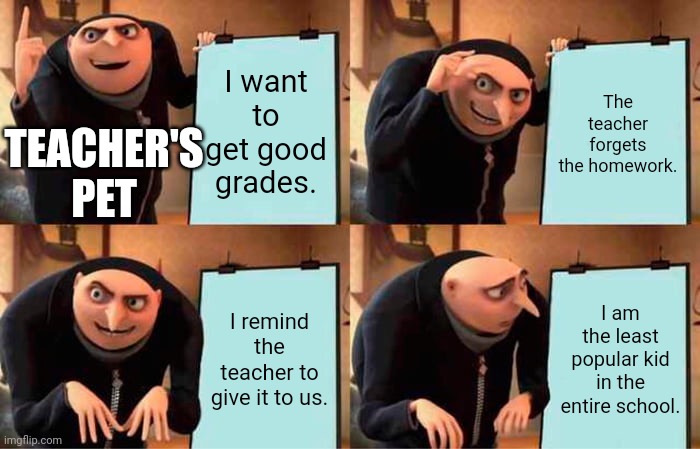 TEACHER'S
PET
I want
to
get good
grades.
The
teacher
forgets
the homework.
I remind
the
teacher to
give it to us.
I am
the least
popular kid
in the
entire school.
imgflip.com